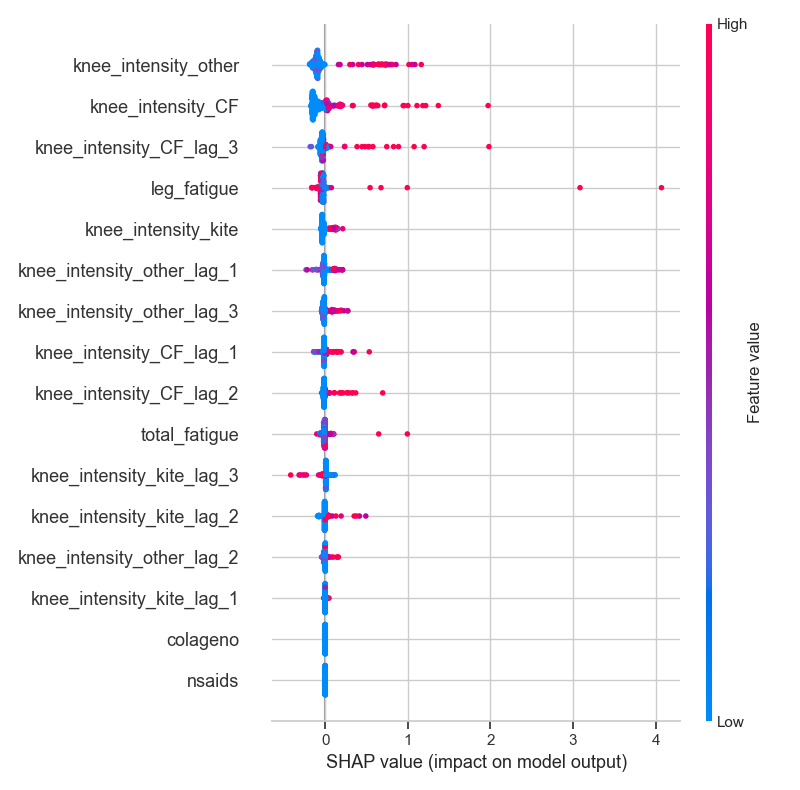 High
knee_intensity_other
knee_intensity_CF
knee_intensity_CF_lag_3
leg_fatigue
knee_intensity_kite
knee_intensity_other_lag_1
knee_intensity_other_lag_3
knee_intensity_CF_lag_1
knee_intensity_CF_lag_2
total_fatigue
knee_intensity_kite_lag_3
knee_intensity_kite_lag_2
knee_intensity_other_lag_2
knee_intensity_kite_lag_1
colageno
nsaids
Feature value
Low
0 1 2 3 4
SHAP value (impact on model output)